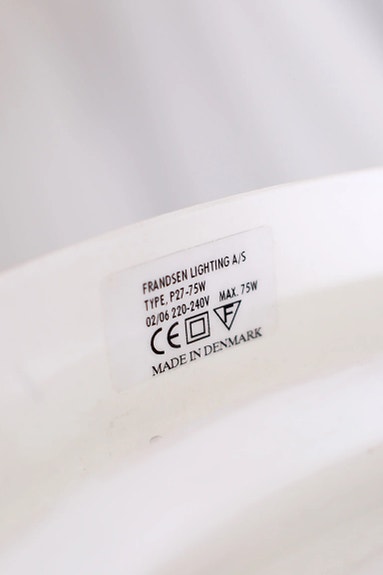 FRANDSEN LIGHTING A/S
TYPE, P27-75W
02/06 220-240V MAX. 75W
CE F
MADE IN DENMARK